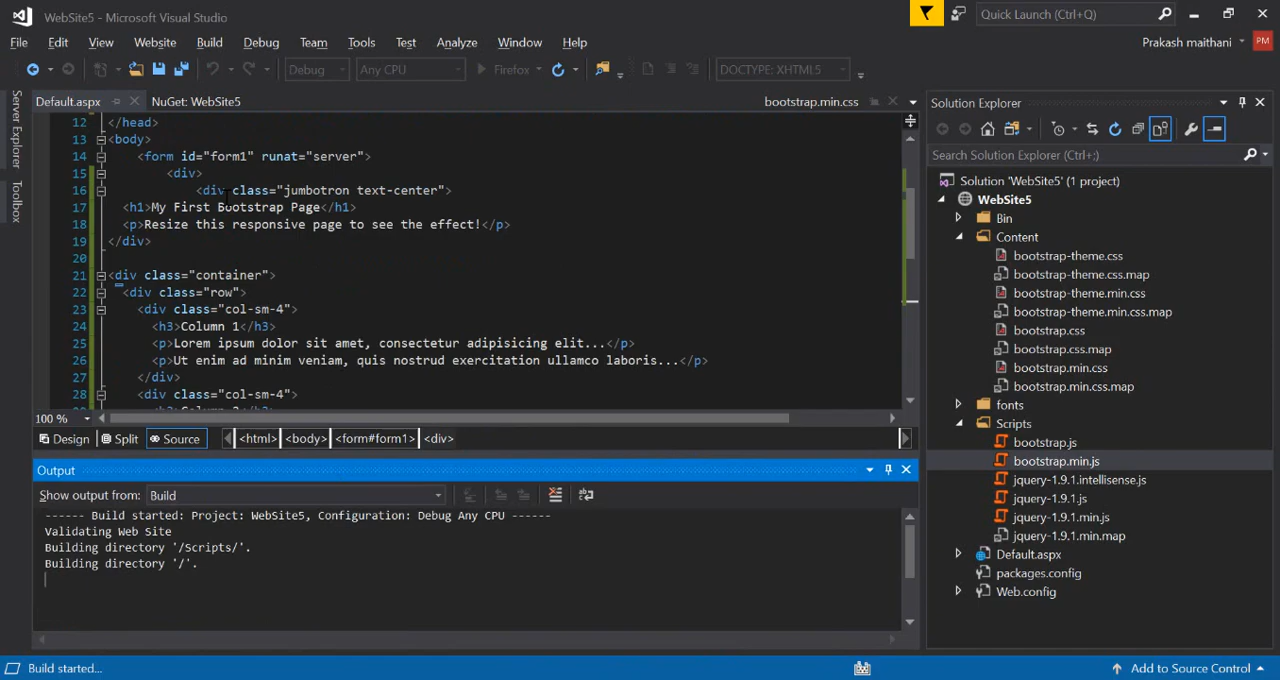 WebSite5 - Microsoft Visual Studio
Quick Launch (Ctrl+Q)
File Edit View Website Build Debug Team Tools Test Analyze Window Help
Prakash maithani PM
Debug Any CPU Firefox DOCTYPE: XHTML5
Server Explorer
Toolbox
Default.aspx NuGet: WebSite5 bootstrap.min.css
12 </head>
13 <body>
14 <form id="form1" runat="server">
15 <div>
16 <div class="jumbotron text-center">
17 <h1>My First Bootstrap Page</h1>
18 <p>Resize this responsive page to see the effect!</p>
19 </div>
20
21 <div class="container">
22 <div class="row">
23 <div class="col-sm-4">
24 <h3>Column 1</h3>
25 <p>Lorem ipsum dolor sit amet, consectetur adipisicing elit...</p>
26 <p>Ut enim ad minim veniam, quis nostrud exercitation ullamco laboris...</p>
27 </div>
28 <div class="col-sm-4">
100 %
Design Split Source <html> <body> <form#form1> <div>
Output
Show output from: Build
------ Build started: Project: WebSite5, Configuration: Debug Any CPU ------
Validating Web Site
Building directory '/Scripts/'.
Building directory '/'.
Solution Explorer
Search Solution Explorer (Ctrl+;)
Solution 'WebSite5' (1 project)
WebSite5
Bin
Content
bootstrap-theme.css
bootstrap-theme.css.map
bootstrap-theme.min.css
bootstrap-theme.min.css.map
bootstrap.css
bootstrap.css.map
bootstrap.min.css
bootstrap.min.css.map
fonts
Scripts
bootstrap.js
bootstrap.min.js
jquery-1.9.1.intellisense.js
jquery-1.9.1.js
jquery-1.9.1.min.js
jquery-1.9.1.min.map
Default.aspx
packages.config
Web.config
Build started...
Add to Source Control